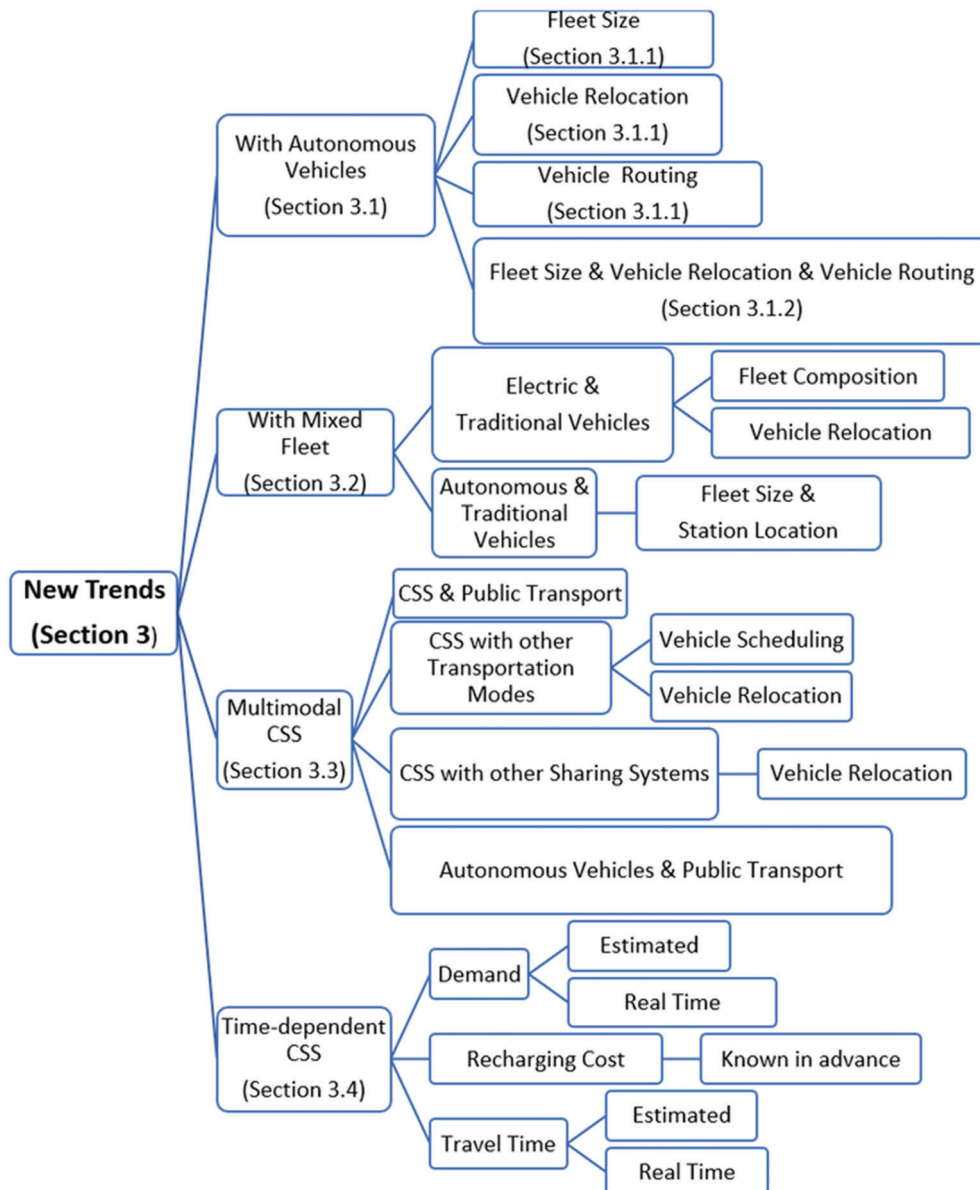 New Trends
(Section 3)
With Autonomous
Vehicles
(Section 3.1)
Fleet Size
(Section 3.1.1)
Vehicle Relocation
(Section 3.1.1)
Vehicle Routing
(Section 3.1.1)
Fleet Size & Vehicle Relocation & Vehicle Routing
(Section 3.1.2)
With Mixed
Fleet
(Section 3.2)
Electric &
Traditional Vehicles
Fleet Composition
Vehicle Relocation
Autonomous &
Traditional
Vehicles
Fleet Size &
Station Location
Multimodal
CSS
(Section 3.3)
CSS & Public Transport
CSS with other
Transportation
Modes
Vehicle Scheduling
Vehicle Relocation
CSS with other Sharing Systems
Vehicle Relocation
Autonomous Vehicles & Public Transport
Time-dependent
CSS
(Section 3.4)
Demand
Estimated
Real Time
Recharging Cost
Known in advance
Travel Time
Estimated
Real Time